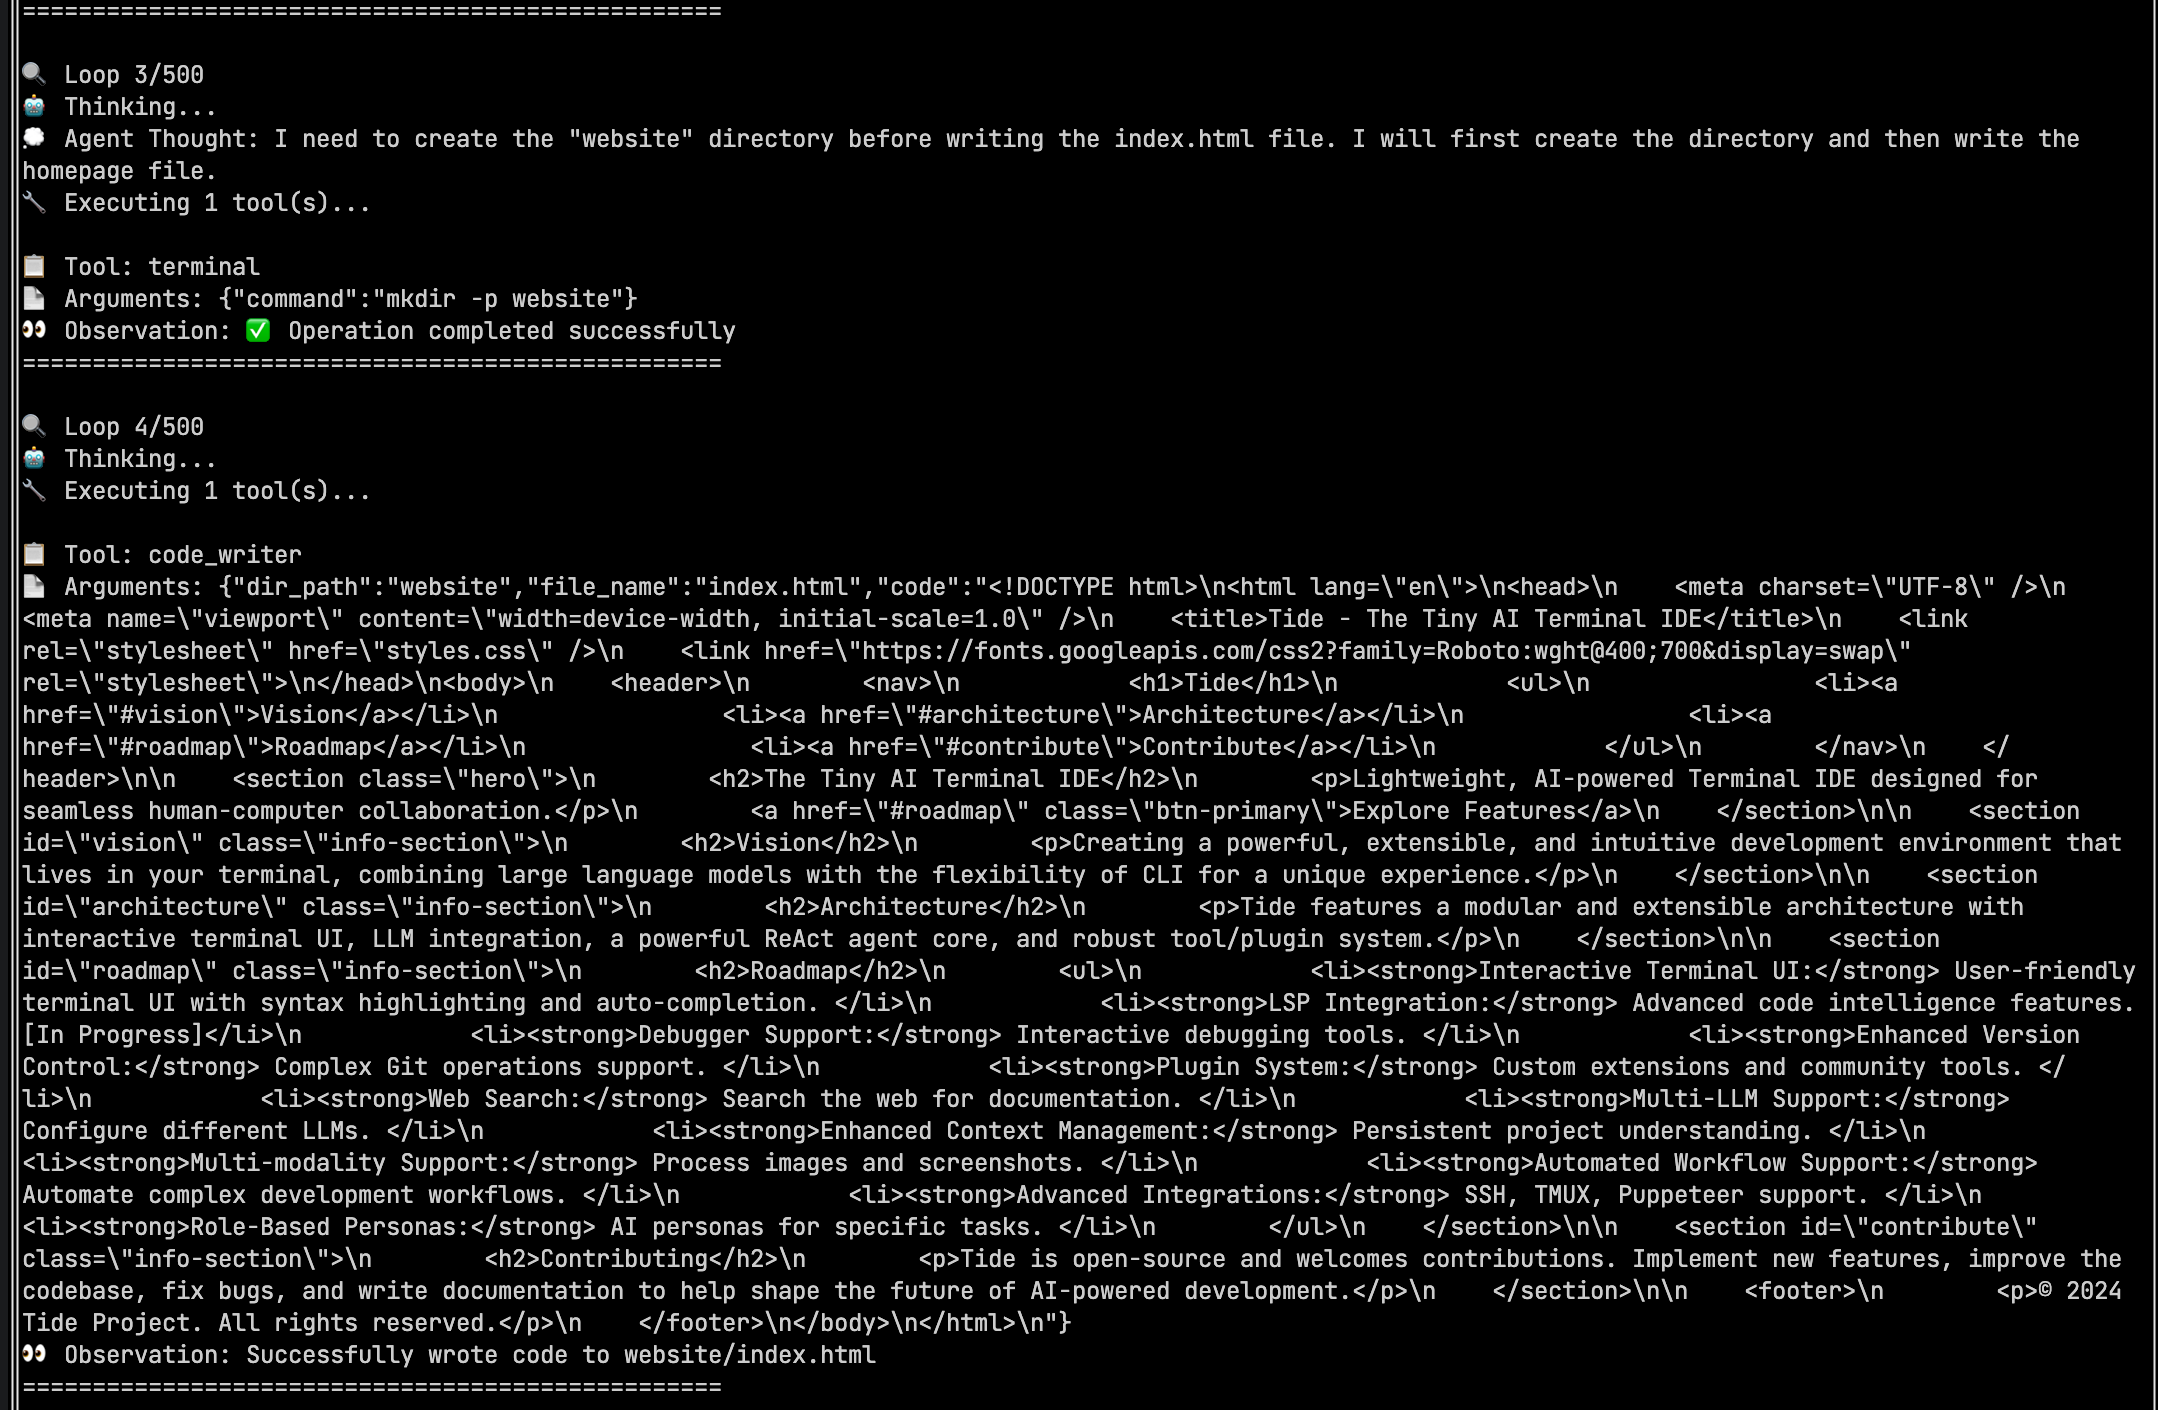 ==================================================
🔍 Loop 3/500
🤖 Thinking...
💭 Agent Thought: I need to create the "website" directory before writing the index.html file. I will first create the directory and then write the
homepage file.
🔧 Executing 1 tool(s)...
📋 Tool: terminal
📄 Arguments: {"command":"mkdir -p website"}
👀 Observation: ✅ Operation completed successfully
==================================================
🔍 Loop 4/500
🤖 Thinking...
🔧 Executing 1 tool(s)...
📋 Tool: code_writer
📄 Arguments: {"dir_path":"website","file_name":"index.html","code":"<!DOCTYPE html>\n<html lang=\"en\">\n<head>\n    <meta charset=\"UTF-8\" />\n
<meta name=\"viewport\" content=\"width=device-width, initial-scale=1.0\" />\n    <title>Tide - The Tiny AI Terminal IDE</title>\n    <link
rel=\"stylesheet\" href=\"styles.css\" />\n    <link href=\"https://fonts.googleapis.com/css2?family=Roboto:wght@400;700&display=swap\"
rel=\"stylesheet\">\n</head>\n<body>\n    <header>\n        <nav>\n            <h1>Tide</h1>\n            <ul>\n                <li><a
href=\"#vision\">Vision</a></li>\n                <li><a href=\"#architecture\">Architecture</a></li>\n                <li><a
href=\"#roadmap\">Roadmap</a></li>\n                <li><a href=\"#contribute\">Contribute</a></li>\n            </ul>\n        </nav>\n    </
header>\n\n    <section class=\"hero\">\n        <h2>The Tiny AI Terminal IDE</h2>\n        <p>Lightweight, AI-powered Terminal IDE designed for
seamless human-computer collaboration.</p>\n        <a href=\"#roadmap\" class=\"btn-primary\">Explore Features</a>\n    </section>\n\n    <section
id=\"vision\" class=\"info-section\">\n        <h2>Vision</h2>\n        <p>Creating a powerful, extensible, and intuitive development environment that
lives in your terminal, combining large language models with the flexibility of CLI for a unique experience.</p>\n    </section>\n\n    <section
id=\"architecture\" class=\"info-section\">\n        <h2>Architecture</h2>\n        <p>Tide features a modular and extensible architecture with
interactive terminal UI, LLM integration, a powerful ReAct agent core, and robust tool/plugin system.</p>\n    </section>\n\n    <section
id=\"roadmap\" class=\"info-section\">\n        <h2>Roadmap</h2>\n        <ul>\n            <li><strong>Interactive Terminal UI:</strong> User-friendly
terminal UI with syntax highlighting and auto-completion. </li>\n            <li><strong>LSP Integration:</strong> Advanced code intelligence features.
[In Progress]</li>\n            <li><strong>Debugger Support:</strong> Interactive debugging tools. </li>\n            <li><strong>Enhanced Version
Control:</strong> Complex Git operations support. </li>\n            <li><strong>Plugin System:</strong> Custom extensions and community tools. </
li>\n            <li><strong>Web Search:</strong> Search the web for documentation. </li>\n            <li><strong>Multi-LLM Support:</strong>
Configure different LLMs. </li>\n            <li><strong>Enhanced Context Management:</strong> Persistent project understanding. </li>\n
<li><strong>Multi-modality Support:</strong> Process images and screenshots. </li>\n            <li><strong>Automated Workflow Support:</strong>
Automate complex development workflows. </li>\n            <li><strong>Advanced Integrations:</strong> SSH, TMUX, Puppeteer support. </li>\n
<li><strong>Role-Based Personas:</strong> AI personas for specific tasks. </li>\n        </ul>\n    </section>\n\n    <section id=\"contribute\"
class=\"info-section\">\n        <h2>Contributing</h2>\n        <p>Tide is open-source and welcomes contributions. Implement new features, improve the
codebase, fix bugs, and write documentation to help shape the future of AI-powered development.</p>\n    </section>\n\n    <footer>\n        <p>© 2024
Tide Project. All rights reserved.</p>\n    </footer>\n</body>\n</html>\n"}
👀 Observation: Successfully wrote code to website/index.html
==================================================